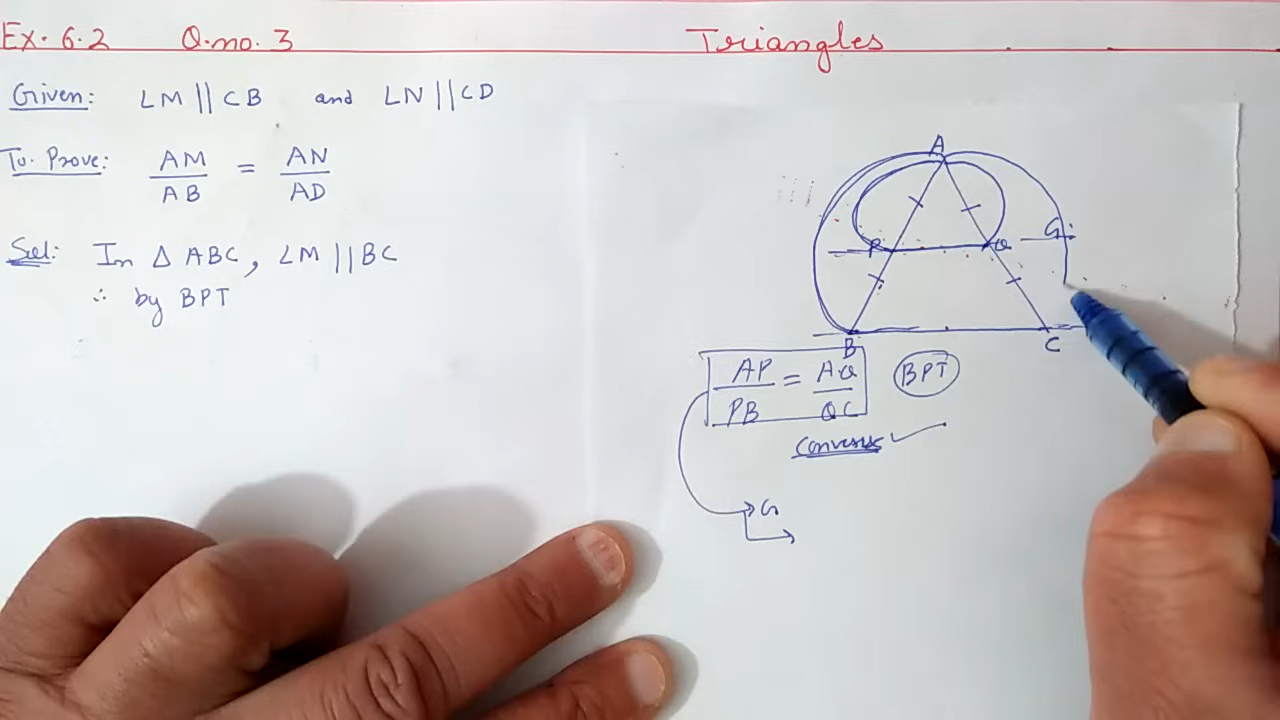 Ex. 6.2 Q.no. 3 Triangles
Given: LM || CB and LN || CD
To Prove: AM/AB = AN/AD
Sol: In Δ ABC, LM || BC
∴ by BPT
A
P Q G
B C
AP/PB = AQ/QC BPT
Converse ✓
G